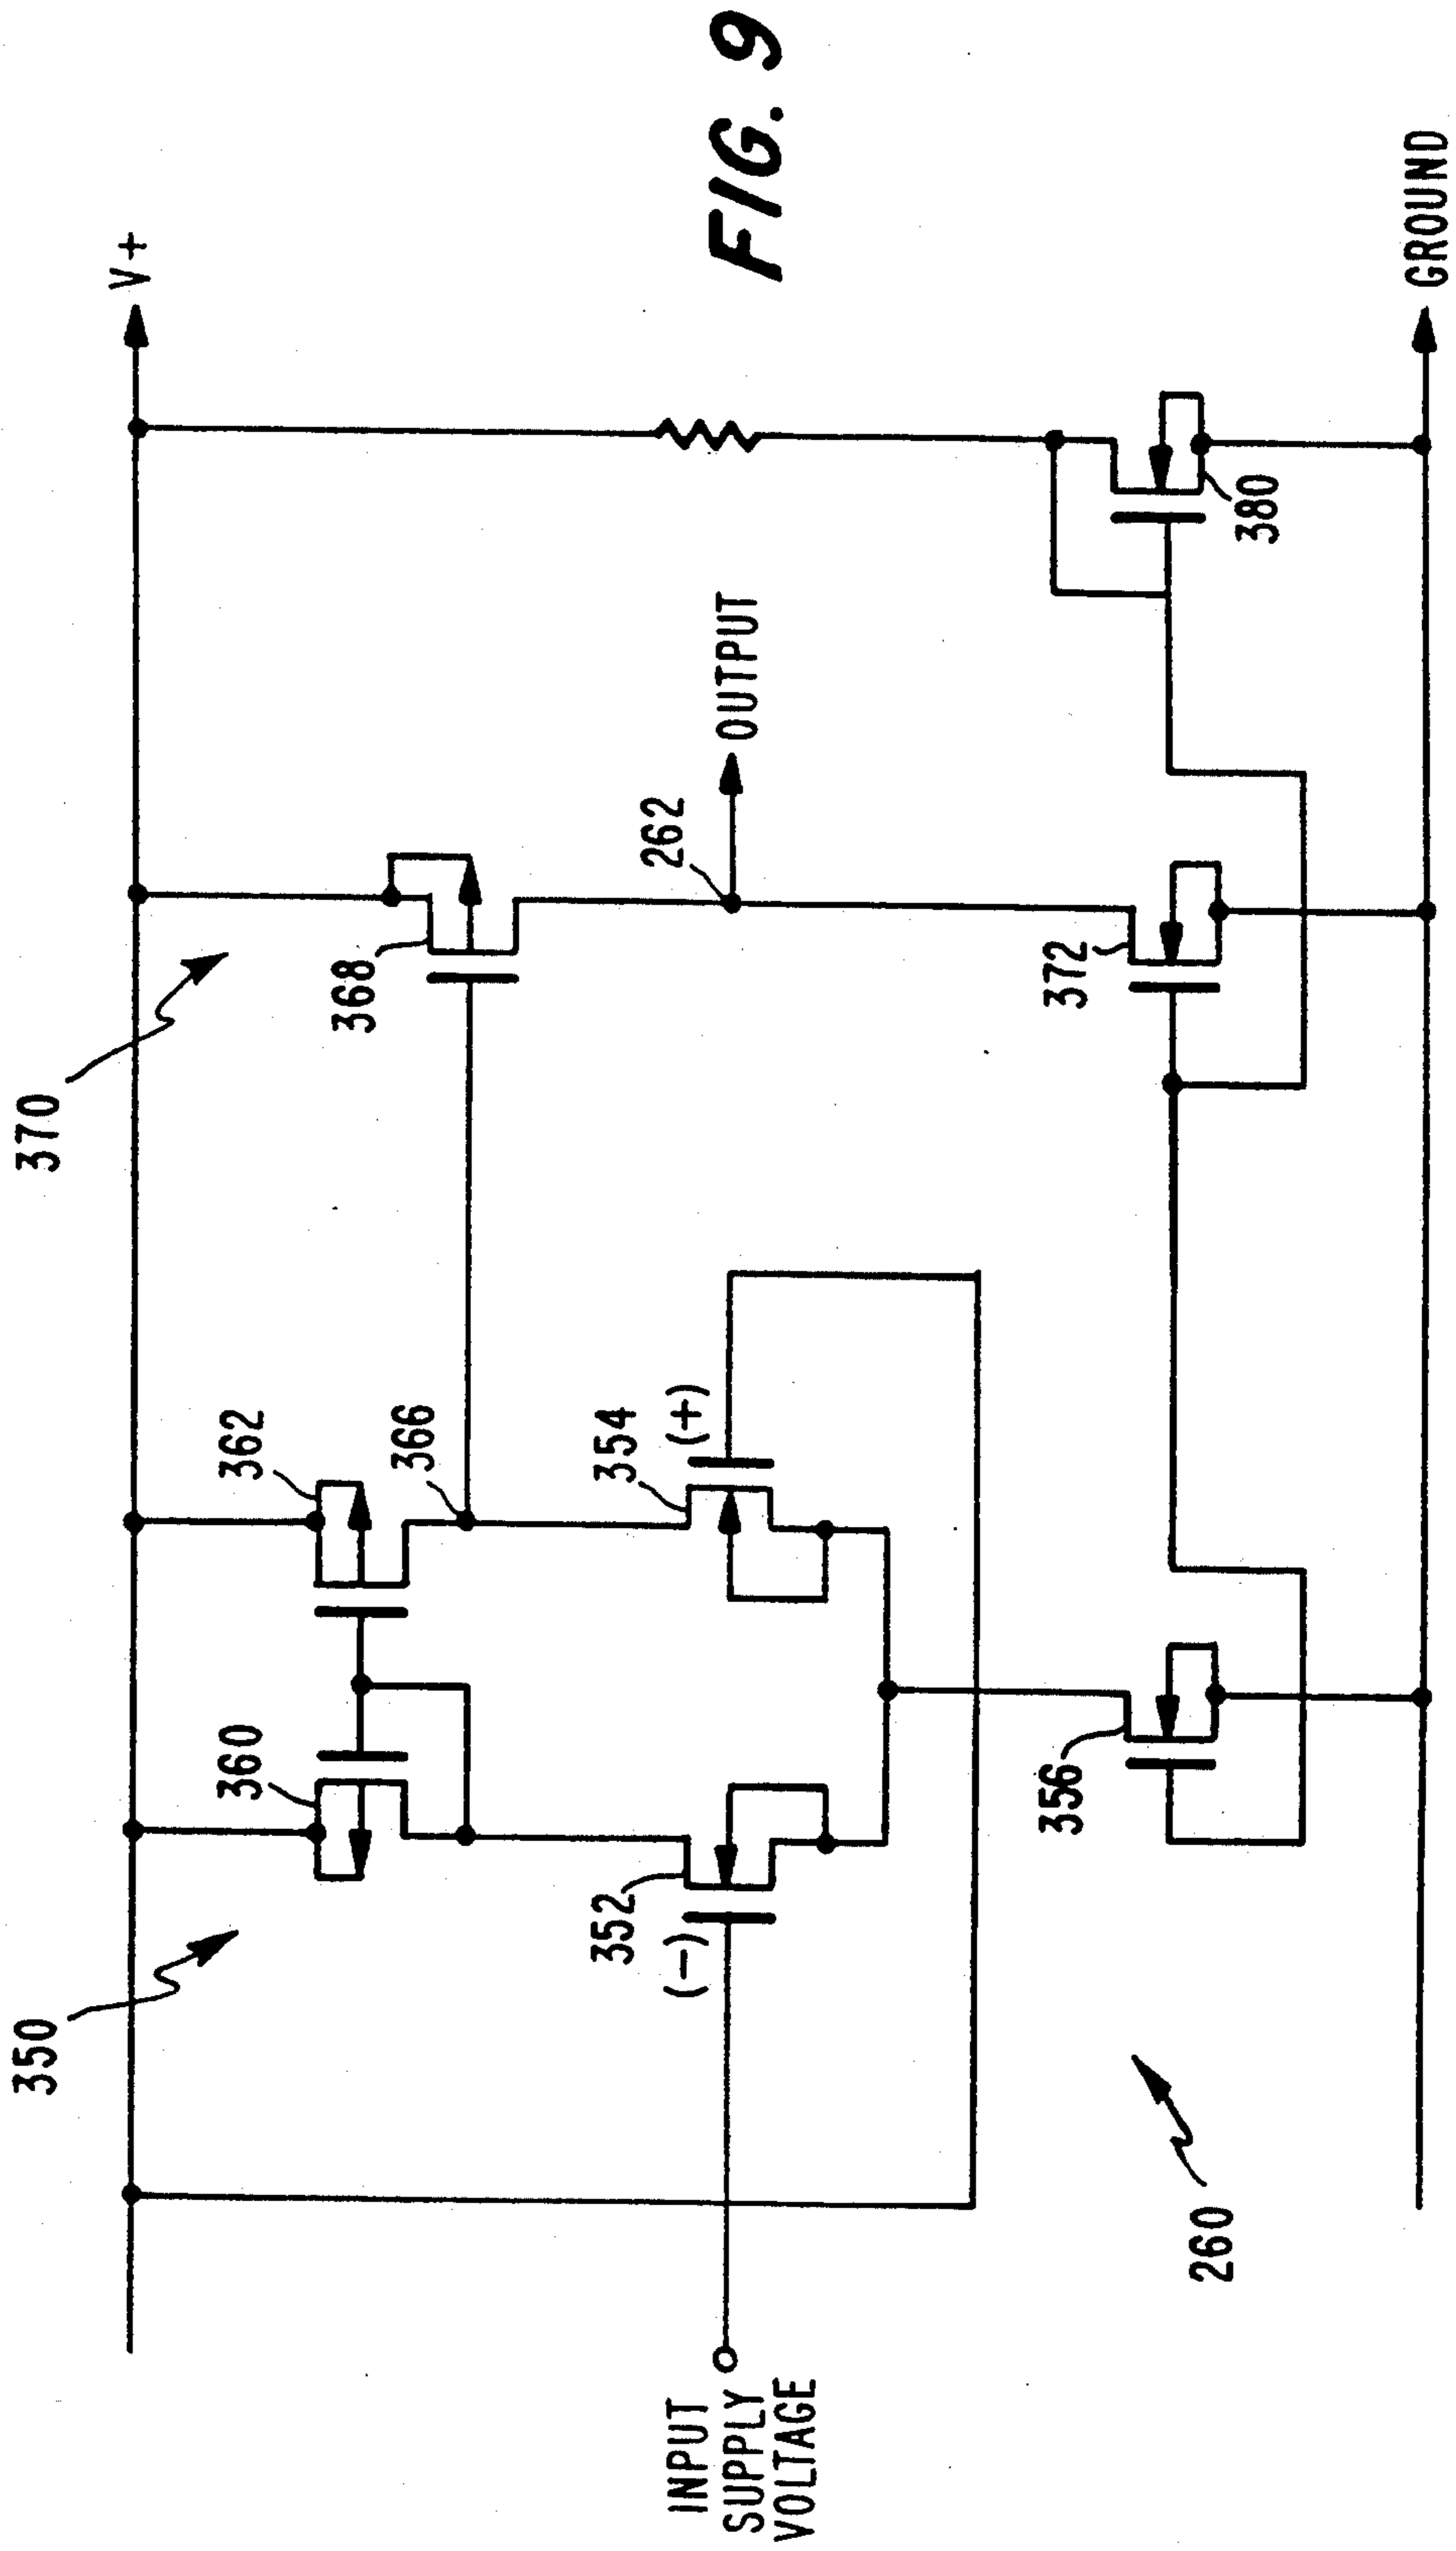 350
370
V+
360
362
368
366
262
352
(−)
354
(+)
OUTPUT
FIG. 9
INPUT
SUPPLY
VOLTAGE
356
372
380
260
GROUND